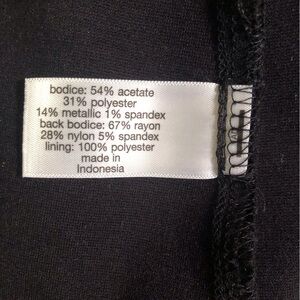 bodice: 54% acetate
31% polyester
14% metallic 1% spandex
back bodice: 67% rayon
28% nylon 5% spandex
lining: 100% polyester
made in
Indonesia